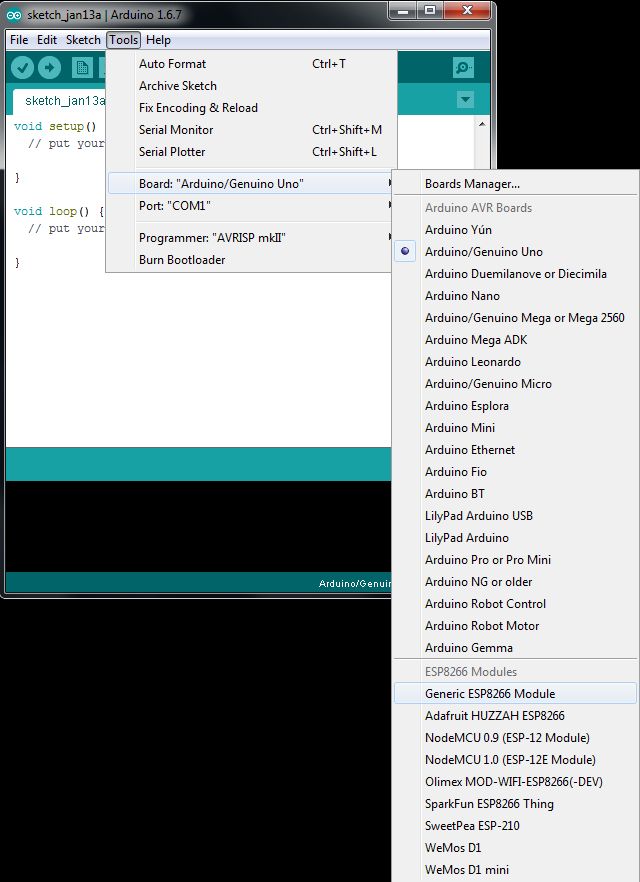 sketch_jan13a | Arduino 1.6.7
File Edit Sketch Tools Help
sketch_jan13a
void setup()
// put your
}
void loop() {
// put your
}
Auto Format Ctrl+T
Archive Sketch
Fix Encoding & Reload
Serial Monitor Ctrl+Shift+M
Serial Plotter Ctrl+Shift+L
Board: "Arduino/Genuino Uno"
Port: "COM1"
Programmer: "AVRISP mkII"
Burn Bootloader
Boards Manager...
Arduino AVR Boards
Arduino Yún
Arduino/Genuino Uno
Arduino Duemilanove or Diecimila
Arduino Nano
Arduino/Genuino Mega or Mega 2560
Arduino Mega ADK
Arduino Leonardo
Arduino/Genuino Micro
Arduino Esplora
Arduino Mini
Arduino Ethernet
Arduino Fio
Arduino BT
LilyPad Arduino USB
LilyPad Arduino
Arduino Pro or Pro Mini
Arduino NG or older
Arduino Robot Control
Arduino Robot Motor
Arduino Gemma
ESP8266 Modules
Generic ESP8266 Module
Adafruit HUZZAH ESP8266
NodeMCU 0.9 (ESP-12 Module)
NodeMCU 1.0 (ESP-12E Module)
Olimex MOD-WIFI-ESP8266(-DEV)
SparkFun ESP8266 Thing
SweetPea ESP-210
WeMos D1
WeMos D1 mini
Arduino/Genuin